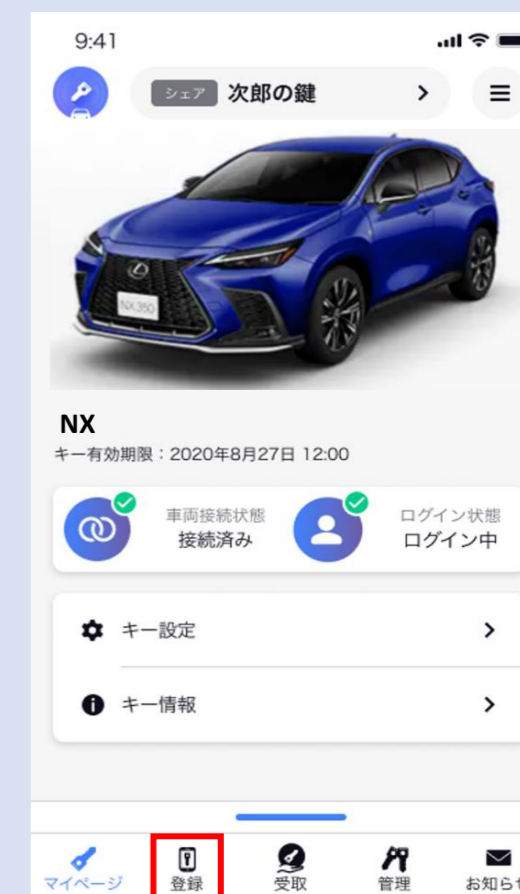 9:41
シェア 次郎の鍵
NX 350
NX
キー有効期限：2020年8月27日 12:00
車両接続状態
接続済み
ログイン状態
ログイン中
キー設定
キー情報
マイページ
登録
受取
管理
お知らせ